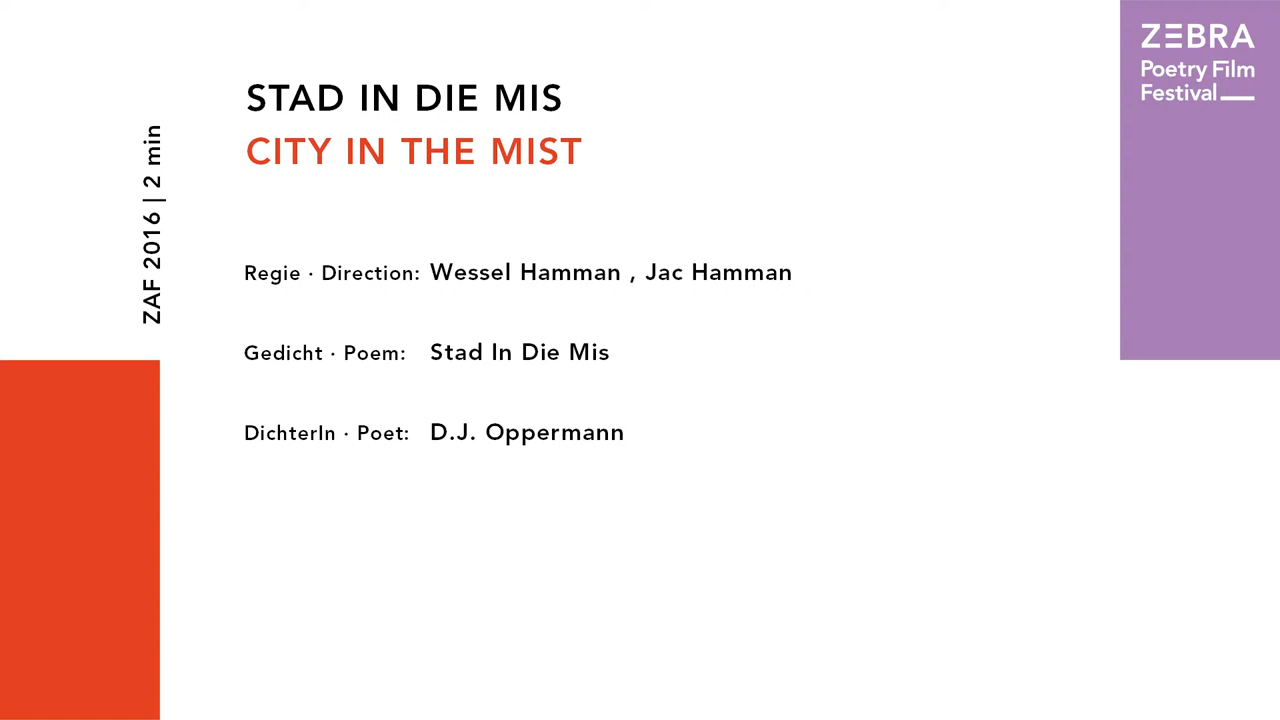 STAD IN DIE MIS
CITY IN THE MIST
ZAF 2016 | 2 min
Regie · Direction: Wessel Hamman , Jac Hamman
Gedicht · Poem: Stad In Die Mis
DichterIn · Poet: D.J. Oppermann
ZEBRA
Poetry Film
Festival